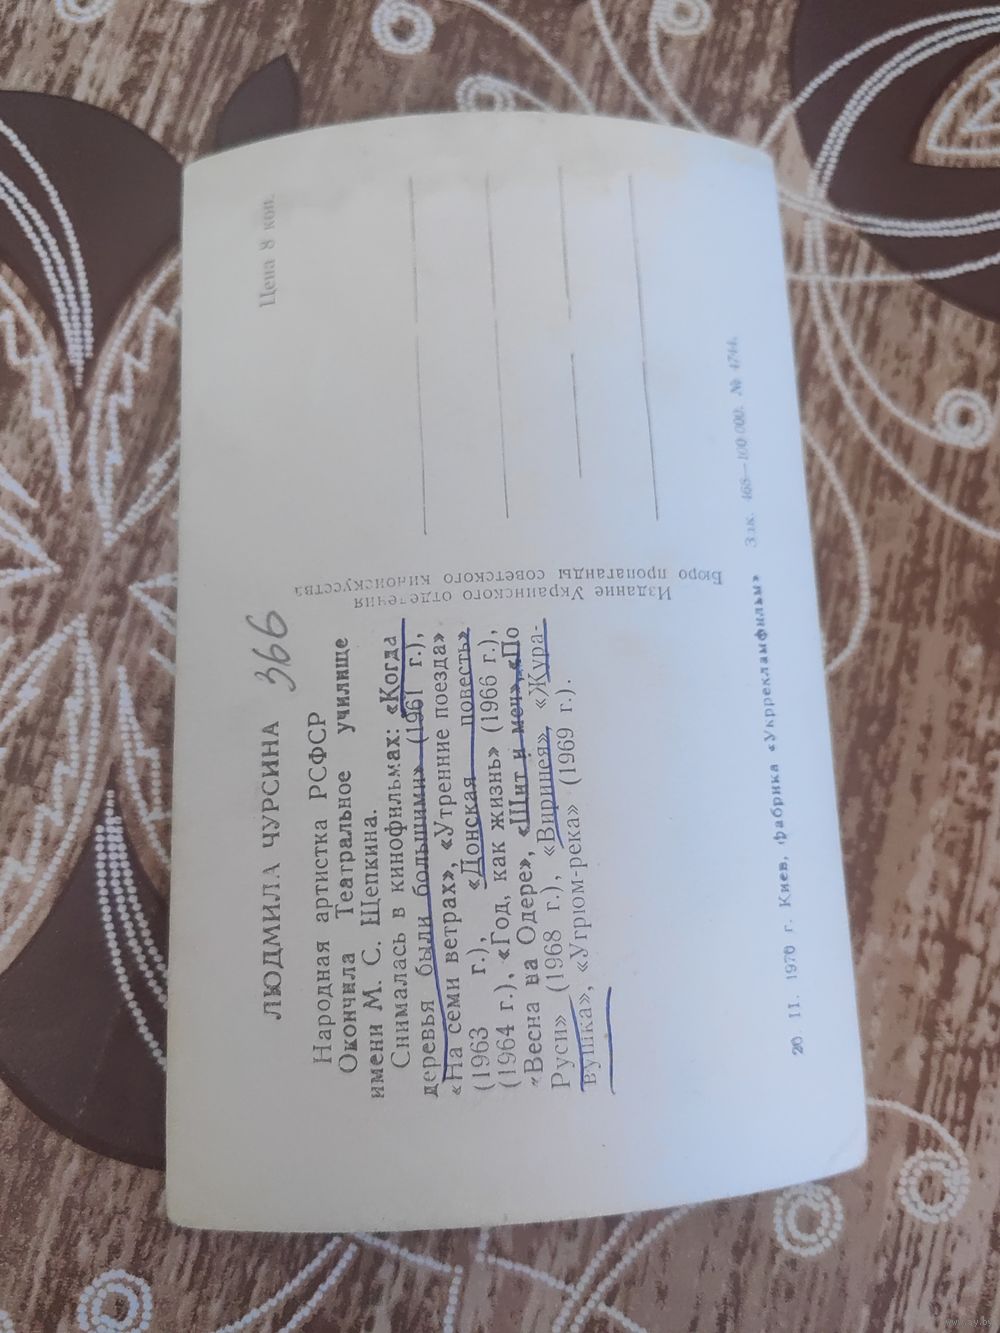 ЛЮДМИЛА ЧУРСИНА
366
Народная артистка РСФСР
Окончила Театральное училище
имени М. С. Щепкина.
Снималась в кинофильмах: «Когда
деревья были большими» (1961 г.),
«На семи ветрах», «Утренние поезда»
(1963 г.), «Донская повесть»
(1964 г.), «Год, как жизнь» (1966 г.),
«Весна на Одере», «Щит и меч», «По
Руси» (1968 г.), «Виринея», «Жура-
вушка», «Угрюм-река» (1969 г.).
Издание Украинского отделения
Бюро пропаганды советского киноискусства
Цена 8 коп.
20 II. 1970 г. Киев, фабрика «Укррекламфильм» Зак. 468—100 000. № 4744.